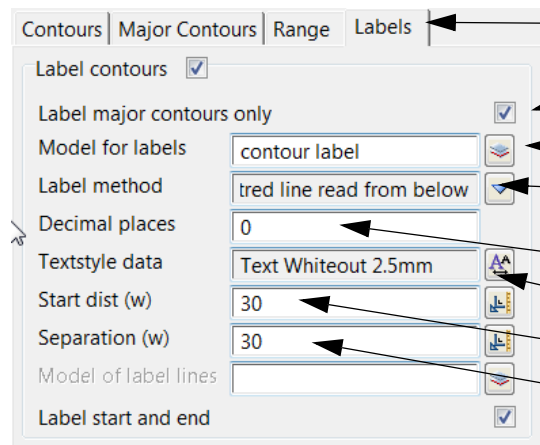 Contours Major Contours Range Labels
Label contours
Label major contours only
Model for labels contour label
Label method tred line read from below
Decimal places 0
Textstyle data Text Whiteout 2.5mm
Start dist (w) 30
Separation (w) 30
Model of label lines
Label start and end